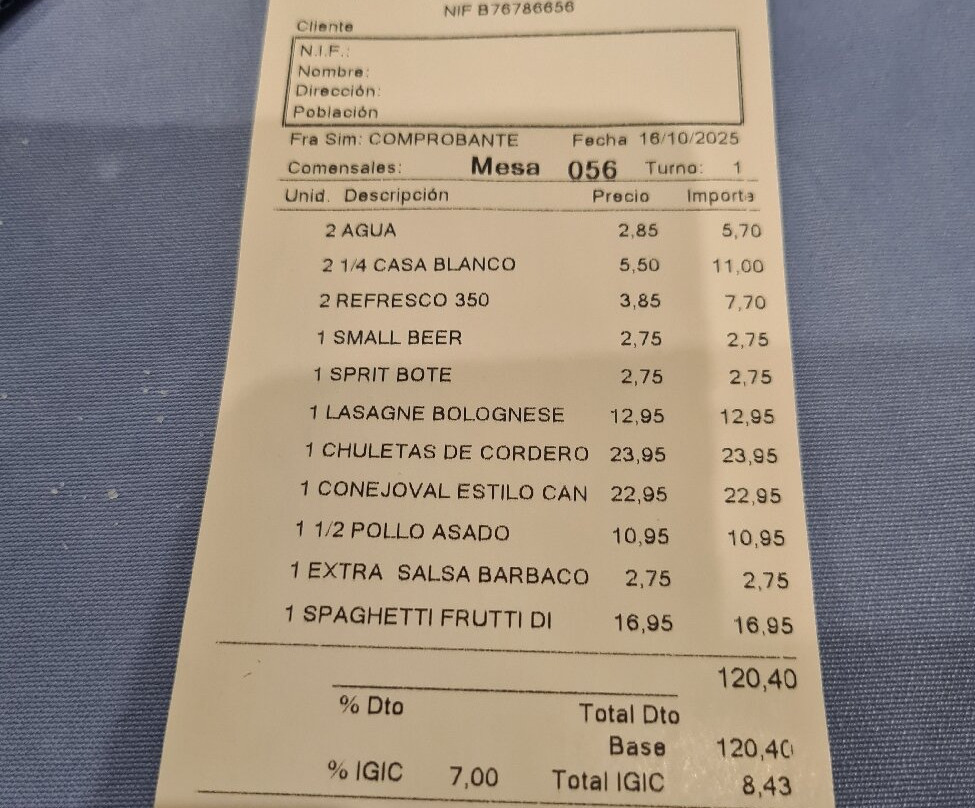 NIF B76786656
Cliente
N.I.F.:
Nombre:
Dirección:
Población
Fra Sim: COMPROBANTE Fecha 16/10/2025
Comensales: Mesa 056 Turno: 1
Unid. Descripción Precio Importe
2 AGUA 2,85 5,70
2 1/4 CASA BLANCO 5,50 11,00
2 REFRESCO 350 3,85 7,70
1 SMALL BEER 2,75 2,75
1 SPRIT BOTE 2,75 2,75
1 LASAGNE BOLOGNESE 12,95 12,95
1 CHULETAS DE CORDERO 23,95 23,95
1 CONEJOVAL ESTILO CAN 22,95 22,95
1 1/2 POLLO ASADO 10,95 10,95
1 EXTRA SALSA BARBACO 2,75 2,75
1 SPAGHETTI FRUTTI DI 16,95 16,95
120,40
% Dto Total Dto
Base 120,40
% IGIC 7,00 Total IGIC 8,43